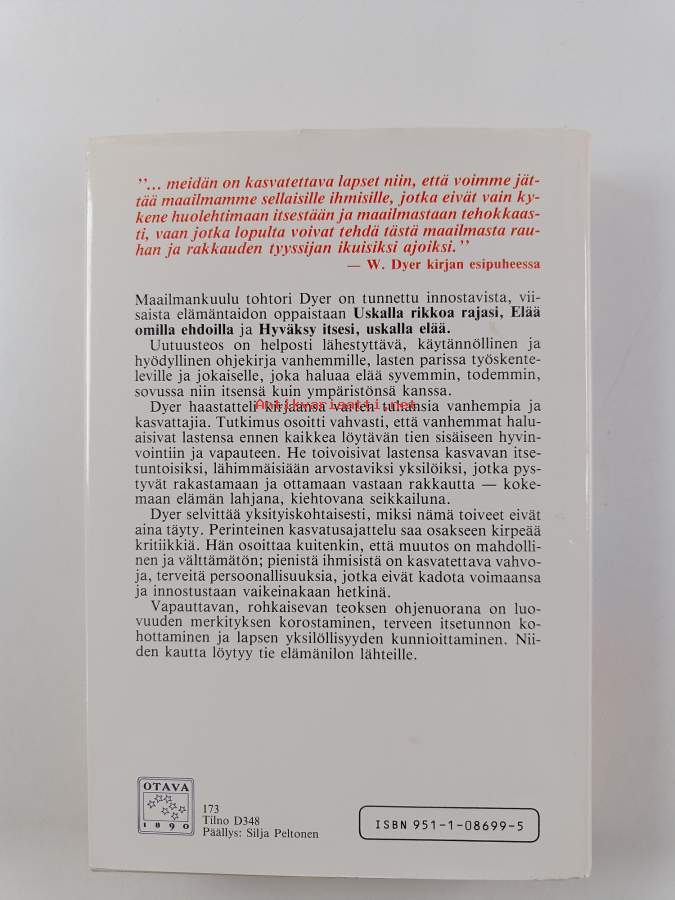 "... meidän on kasvatettava lapset niin, että voimme jät-
tää maailmamme sellaisille ihmisille, jotka eivät vain ky-
kene huolehtimaan itsestään ja maailmastaan tehokkaas-
ti, vaan jotka lopulta voivat tehdä tästä maailmasta rau-
han ja rakkauden tyyssijan ikuisiksi ajoiksi."
— W. Dyer kirjan esipuheessa
Maailmankuulu tohtori Dyer on tunnettu innostavista, vii-
saista elämäntaidon oppaistaan Uskalla rikkoa rajasi, Elää
omilla ehdoilla ja Hyväksy itsesi, uskalla elää.
Uutuusteos on helposti lähestyttävä, käytännöllinen ja
hyödyllinen ohjekirja vanhemmille, lasten parissa työskente-
leville ja jokaiselle, joka haluaa elää syvemmin, todemmin,
sovussa niin itsensä kuin ympäristönsä kanssa.
Dyer haastatteli kirjaansa varten tuhansia vanhempia ja
Antikvariaatti.net
kasvattajia. Tutkimus osoitti vahvasti, että vanhemmat halu-
aisivat lastensa ennen kaikkea löytävän tien sisäiseen hyvin-
vointiin ja vapauteen. He toivoisivat lastensa kasvavan itse-
tuntoisiksi, lähimmäisiään arvostaviksi yksilöiksi, jotka pys-
tyvät rakastamaan ja ottamaan vastaan rakkautta — koke-
maan elämän lahjana, kiehtovana seikkailuna.
Dyer selvittää yksityiskohtaisesti, miksi nämä toiveet eivät
aina täyty. Perinteinen kasvatusajattelu saa osakseen kirpeää
kritiikkiä. Hän osoittaa kuitenkin, että muutos on mahdolli-
nen ja välttämätön; pienistä ihmisistä on kasvatettava vahvo-
ja, terveitä persoonallisuuksia, jotka eivät kadota voimaansa
ja innostustaan vaikeinakaan hetkinä.
Vapauttavan, rohkaisevan teoksen ohjenuorana on luo-
vuuden merkityksen korostaminen, terveen itsetunnon ko-
hottaminen ja lapsen yksilöllisyyden kunnioittaminen. Nii-
den kautta löytyy tie elämänilon lähteille.
OTAVA
1890
173
Tilno D348
Päällys: Silja Peltonen
ISBN 951-1-08699-5